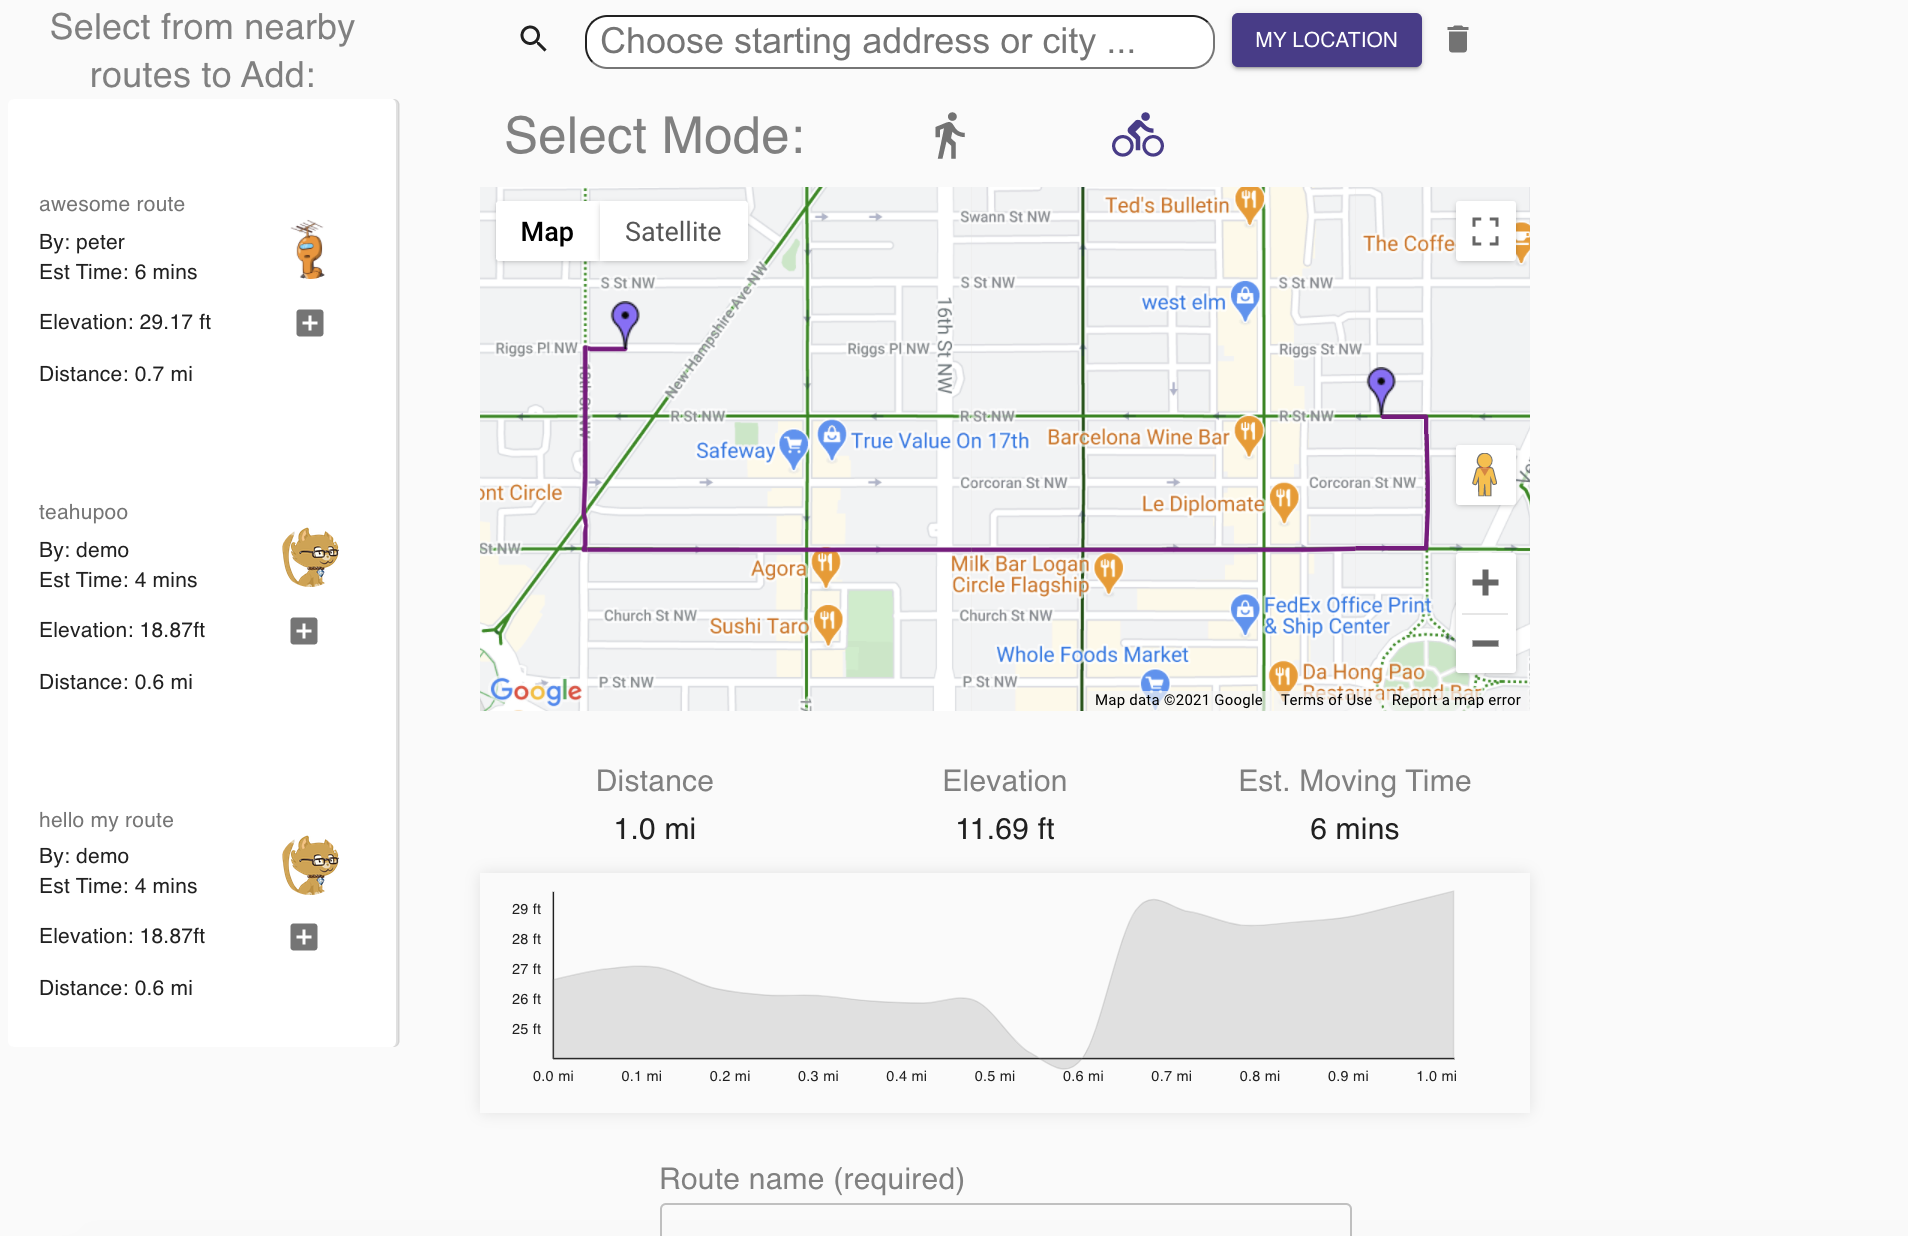 Select from nearby
routes to Add:
awesome route
By: peter
Est Time: 6 mins
Elevation: 29.17 ft
Distance: 0.7 mi
teahupoo
By: demo
Est Time: 4 mins
Elevation: 18.87ft
Distance: 0.6 mi
hello my route
By: demo
Est Time: 4 mins
Elevation: 18.87ft
Distance: 0.6 mi
Choose starting address or city ...
MY LOCATION
Select Mode:
Map
Satellite
Swann St NW
Ted's Bulletin
The Coffe
S St NW
S St NW
S St NW
west elm
New Hampshire Ave NW
16th St NW
Riggs Pl NW
Riggs Pl NW
Riggs St NW
R St NW
R St NW
R St NW
Safeway
True Value On 17th
Barcelona Wine Bar
Corcoran St NW
Corcoran St NW
ont Circle
Le Diplomate
St NW
Agora
Milk Bar Logan
Circle Flagship
Church St NW
Church St NW
Sushi Taro
FedEx Office Print
& Ship Center
Whole Foods Market
P St NW
P St NW
Da Hong Pao
Restaurant and Bar
Google
Map data ©2021 Google
Terms of Use
Report a map error
Distance
1.0 mi
Elevation
11.69 ft
Est. Moving Time
6 mins
29 ft
28 ft
27 ft
26 ft
25 ft
0.0 mi
0.1 mi
0.2 mi
0.3 mi
0.4 mi
0.5 mi
0.6 mi
0.7 mi
0.8 mi
0.9 mi
1.0 mi
Route name (required)